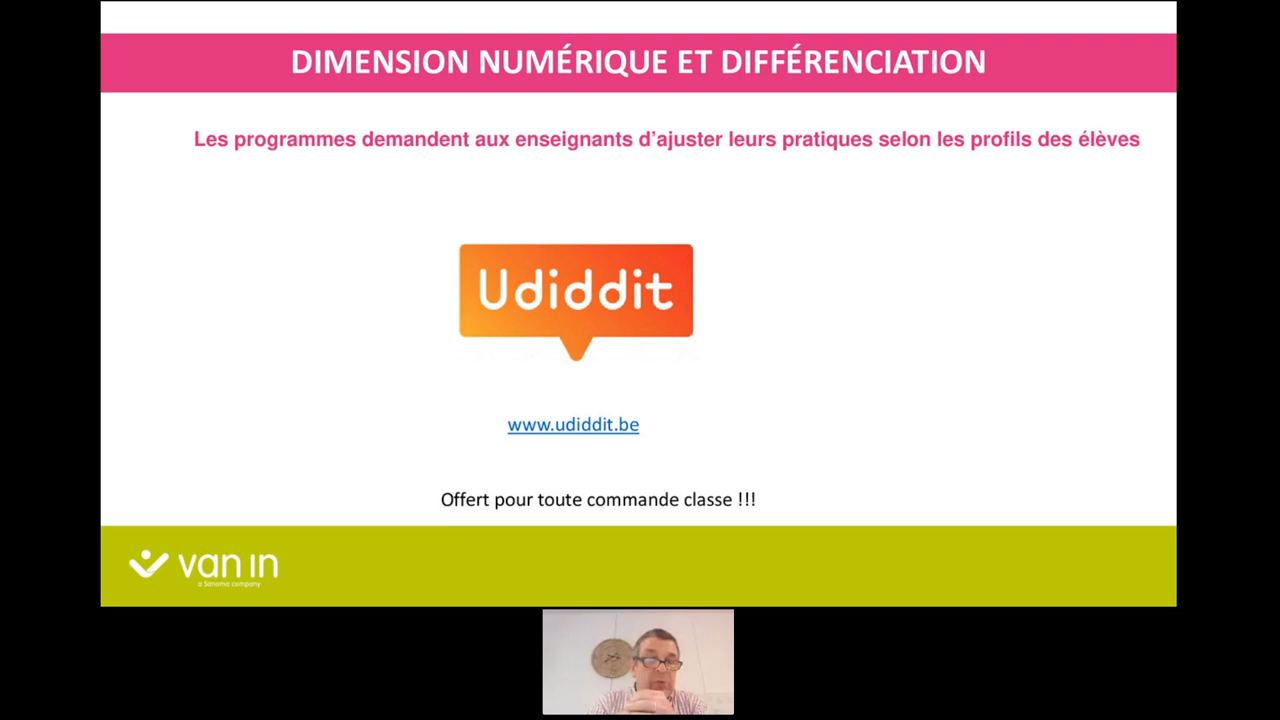 DIMENSION NUMÉRIQUE ET DIFFÉRENCIATION
Les programmes demandent aux enseignants d’ajuster leurs pratiques selon les profils des élèves
Udiddit
www.udiddit.be
Offert pour toute commande classe !!!
van in
a Sanoma company